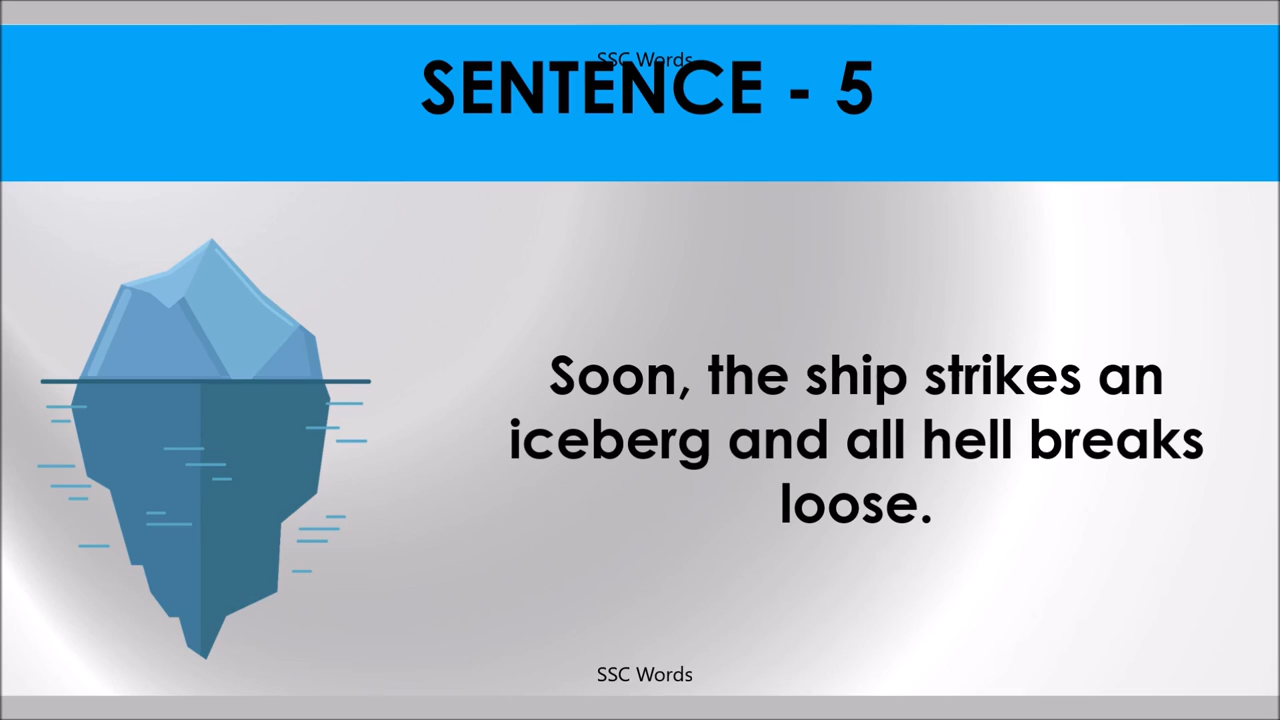 SSC Words
SENTENCE - 5
Soon, the ship strikes an
iceberg and all hell breaks
loose.
SSC Words